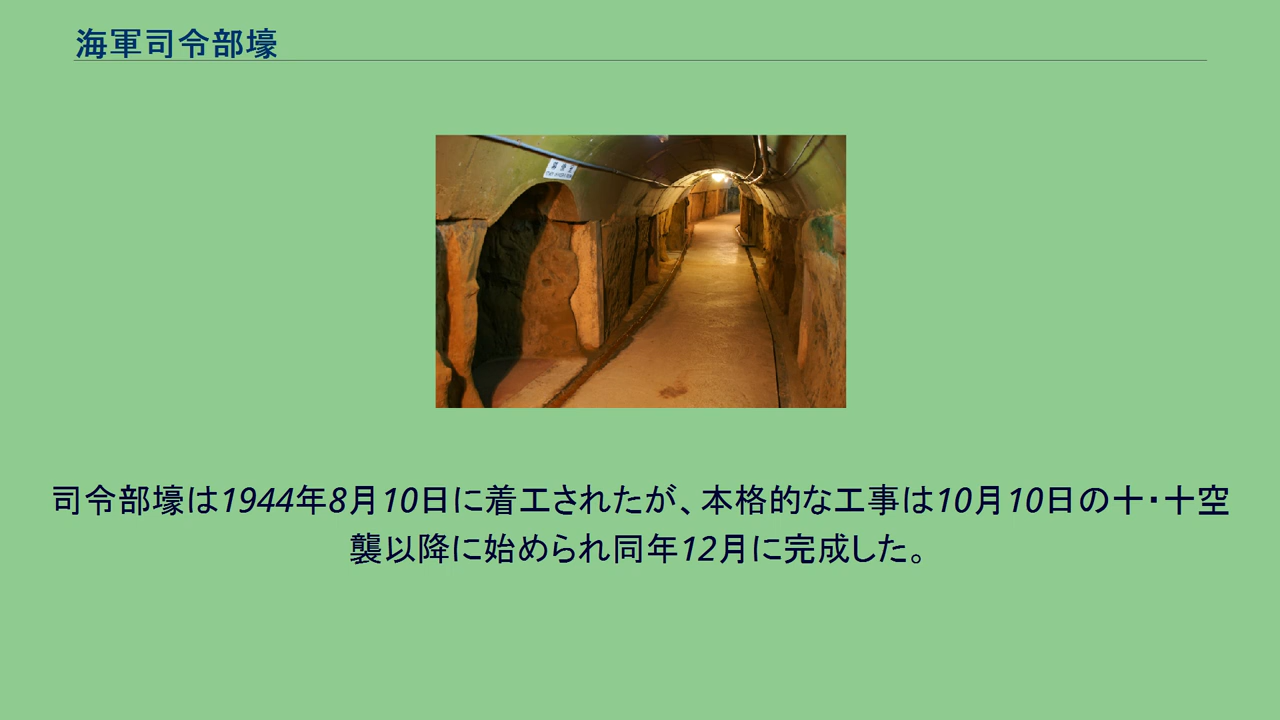 海軍司令部壕
司令部壕は1944年8月10日に着工されたが、本格的な工事は10月10日の十・十空
襲以降に始められ同年12月に完成した。